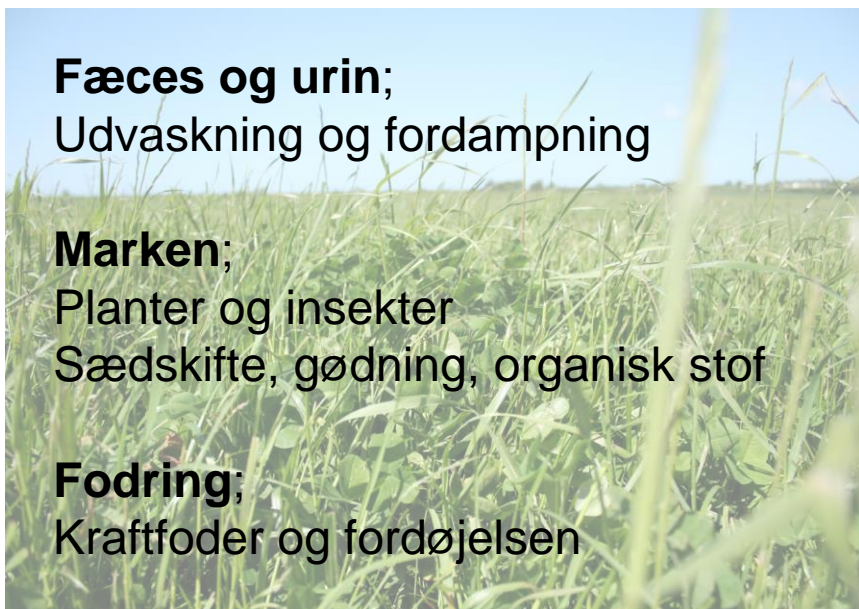 Fæces og urin;
Udvaskning og fordampning
Marken;
Planter og insekter
Sædskifte, gødning, organisk stof
Fodring;
Kraftfoder og fordøjelsen